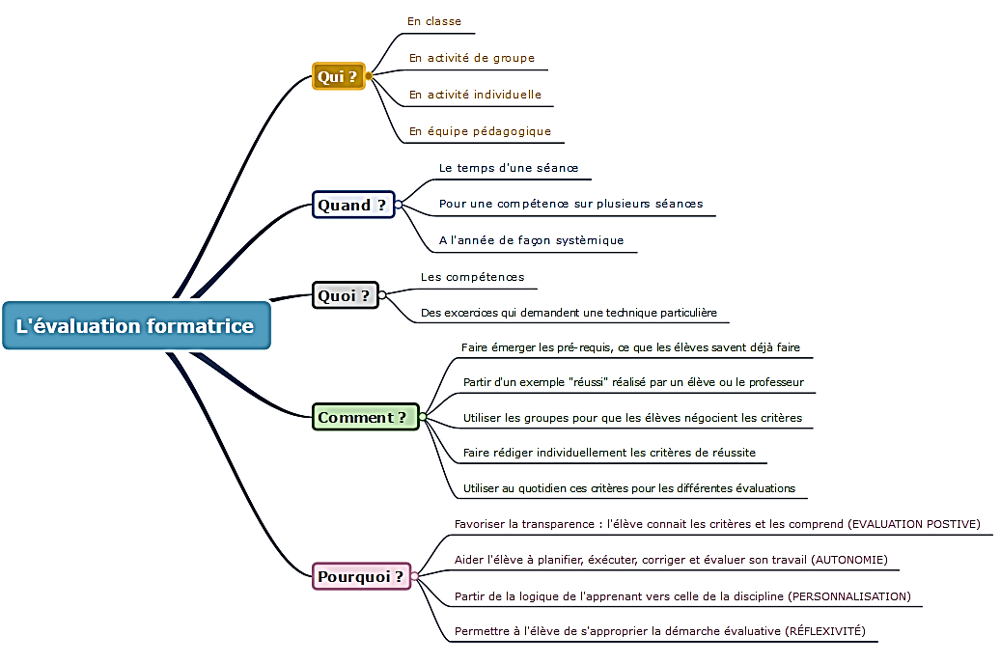 En classe
Qui ?
En activité de groupe
En activité individuelle
En équipe pédagogique
Quand ?
Le temps d'une séance
Pour une compétence sur plusieurs séances
A l'année de façon systèmique
Quoi ?
Les compétences
Des excercices qui demandent une technique particulière
L'évaluation formatrice
Comment ?
Faire émerger les pré-requis, ce que les élèves savent déjà faire
Partir d'un exemple "réussi" réalisé par un élève ou le professeur
Utiliser les groupes pour que les élèves négocient les critères
Faire rédiger individuellement les critères de réussite
Utiliser au quotidien ces critères pour les différentes évaluations
Pourquoi ?
Favoriser la transparence : l'élève connait les critères et les comprend (EVALUATION POSTIVE)
Aider l'élève à planifier, éxécuter, corriger et évaluer son travail (AUTONOMIE)
Partir de la logique de l'apprenant vers celle de la discipline (PERSONNALISATION)
Permettre à l'élève de s'approprier la démarche évaluative (RÉFLEXIVITÉ)